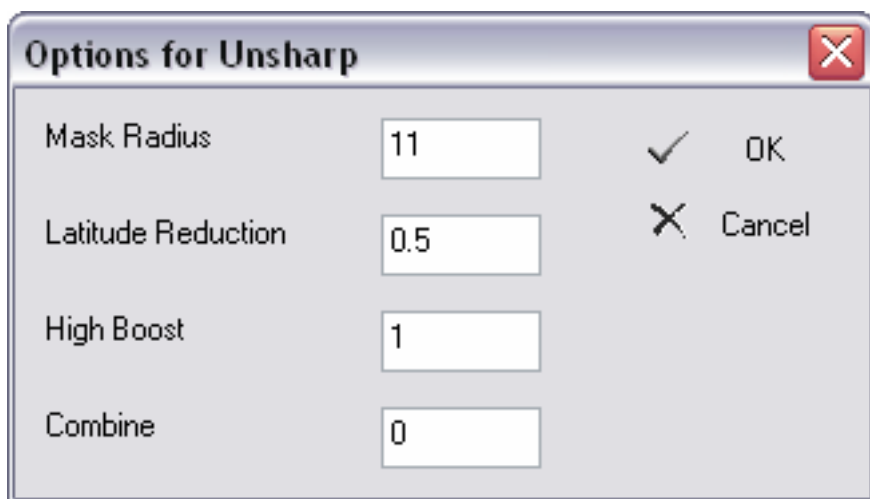 Options for Unsharp
Mask Radius 11 OK
Latitude Reduction 0.5 Cancel
High Boost 1
Combine 0